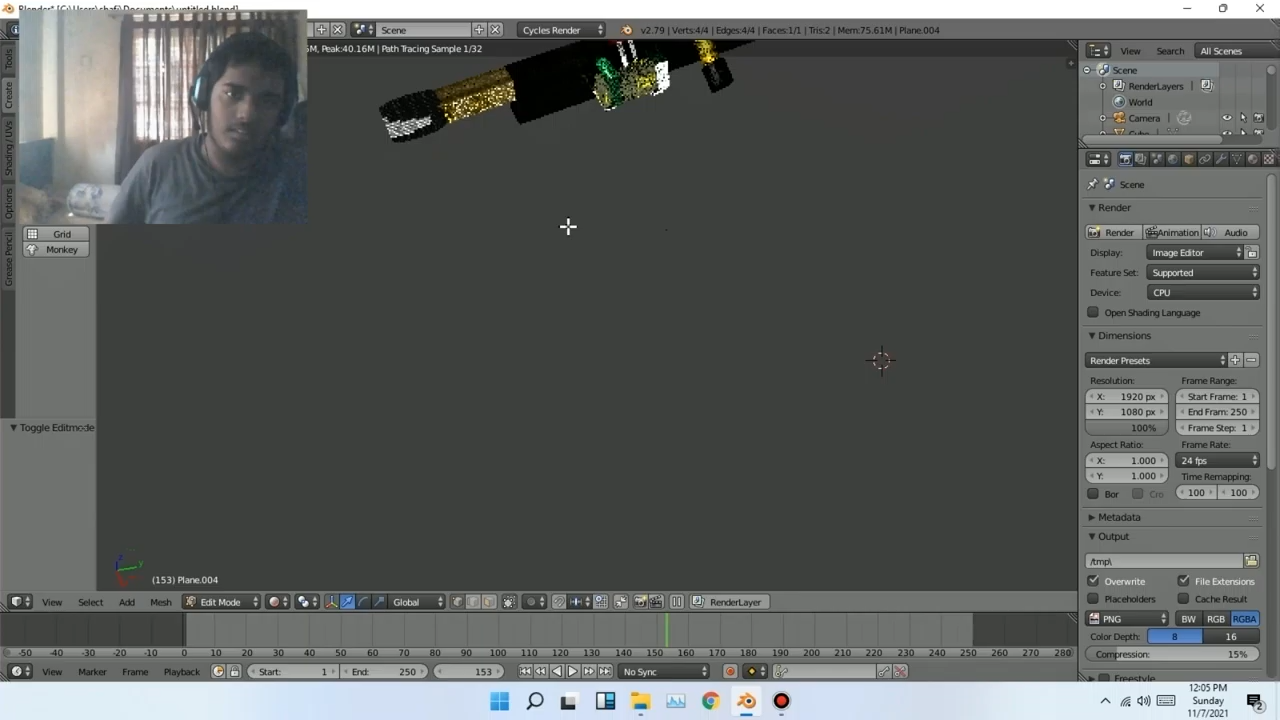 Blender* [C:\Users\shafi\Documents\untitled.blend]
Scene
Cycles Render
v2.79 | Verts:4/4 | Edges:4/4 | Faces:1/1 | Tris:2 | Mem:75.61M | Plane.004
View
Search
All Scenes
M, Peak:40.16M | Path Tracing Sample 1/32
Scene
RenderLayers
World
Camera
Tools
Create
Shading / UVs
Options
Grease Pencil
Grid
Monkey
Toggle Editmode
Scene
Render
Render
Animation
Audio
Display:
Image Editor
Feature Set:
Supported
Device:
CPU
Open Shading Language
Dimensions
Render Presets
Resolution:
Frame Range:
X: 1920 px
Start Frame: 1
Y: 1080 px
End Fram: 250
100%
Frame Step: 1
Aspect Ratio:
Frame Rate:
X: 1.000
24 fps
Y: 1.000
Time Remapping:
Bor
Cro
100
100
Metadata
Output
/tmp\
Overwrite
File Extensions
Placeholders
Cache Result
PNG
BW
RGB
RGBA
Color Depth:
8
16
Compression:
15%
Freestyle
z
y
(153) Plane.004
View
Select
Add
Mesh
Edit Mode
Global
RenderLayer
-50 -40 -30 -20 -10 0 10 20 30 40 50 60 70 80 90 100 110 120 130 140 150 160 170 180 190 200 210 220 230 240 250 260 270 280
View
Marker
Frame
Playback
Start: 1
End: 250
153
No Sync
12:05 PM
Sunday
11/7/2021
2